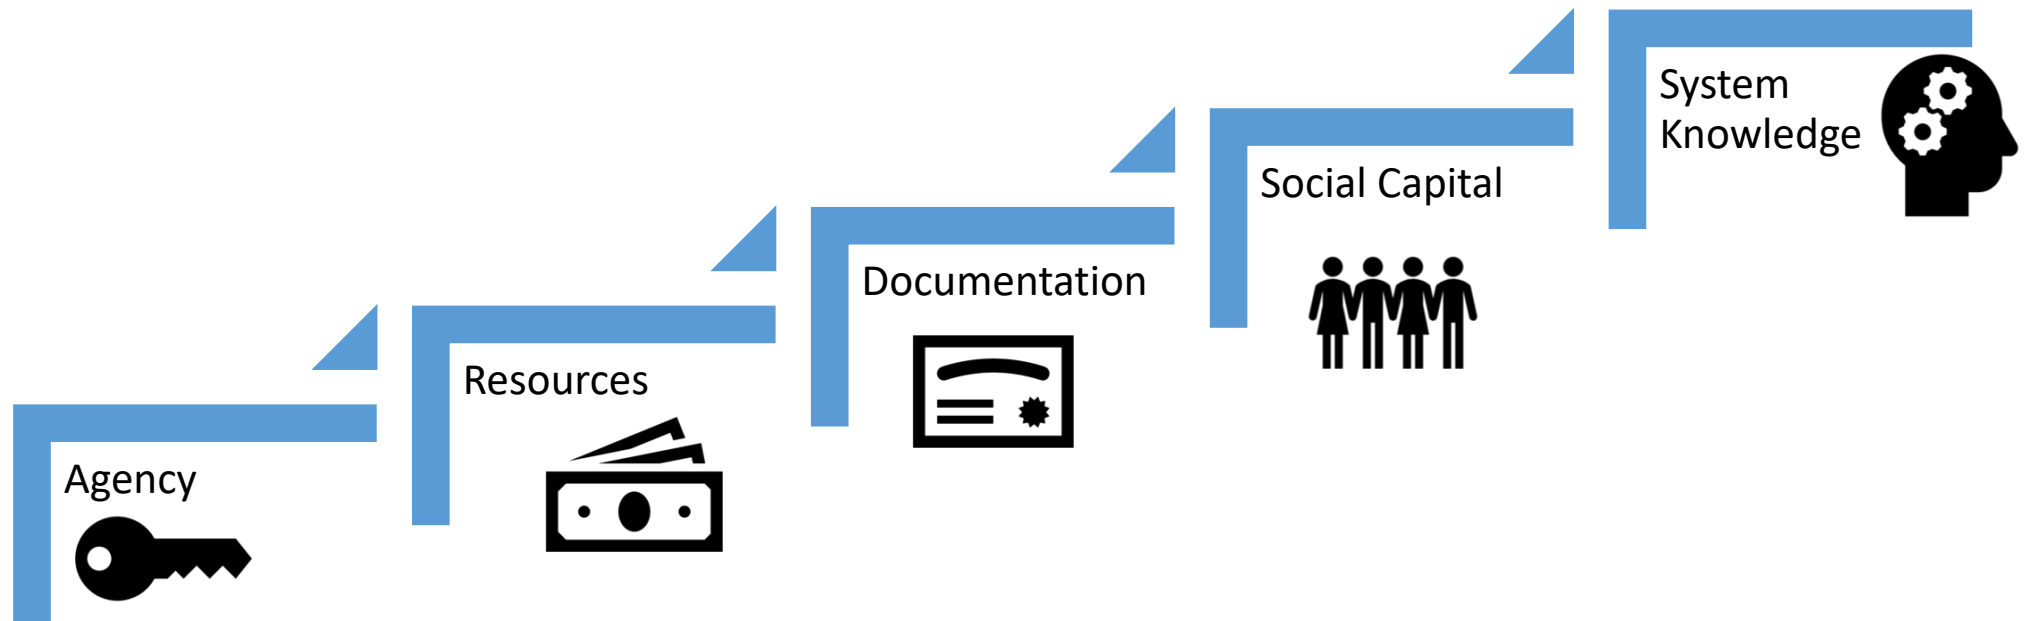 Agency
Resources
Documentation
Social Capital
System
Knowledge